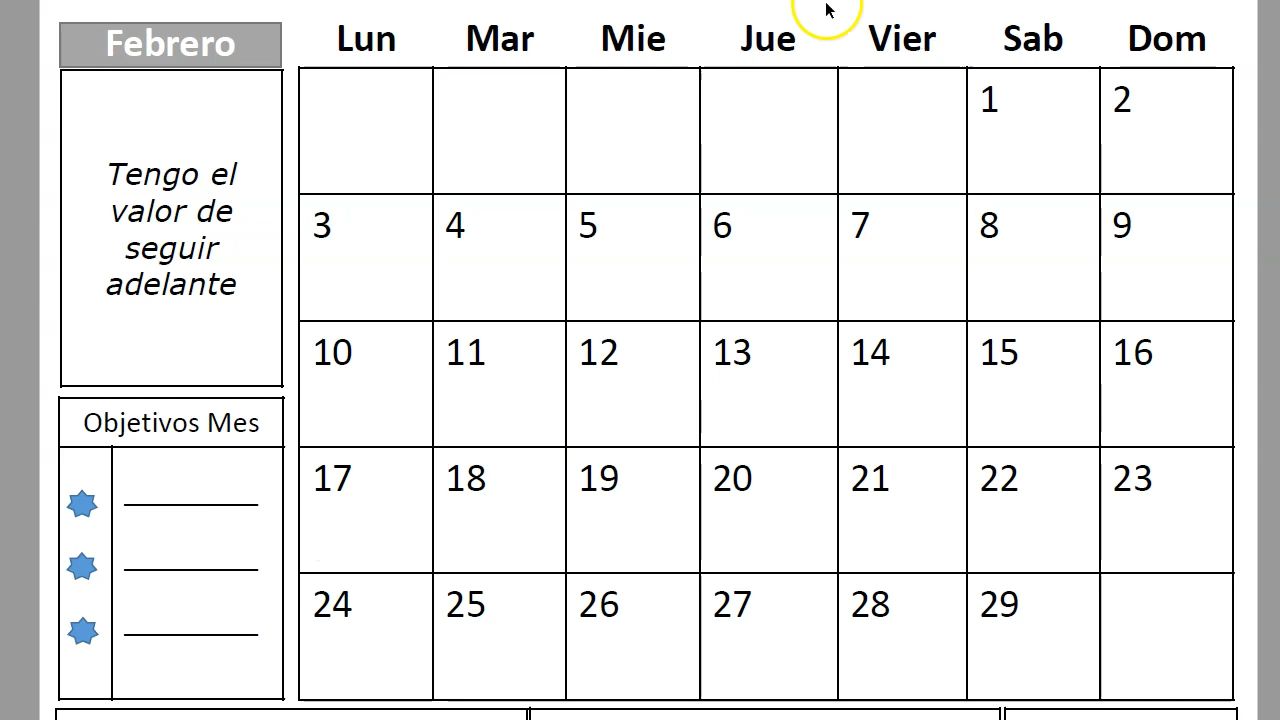 Febrero
Lun Mar Mie Jue Vier Sab Dom
Tengo el
valor de
seguir
adelante
Objetivos Mes
1 2
3 4 5 6 7 8 9
10 11 12 13 14 15 16
17 18 19 20 21 22 23
24 25 26 27 28 29